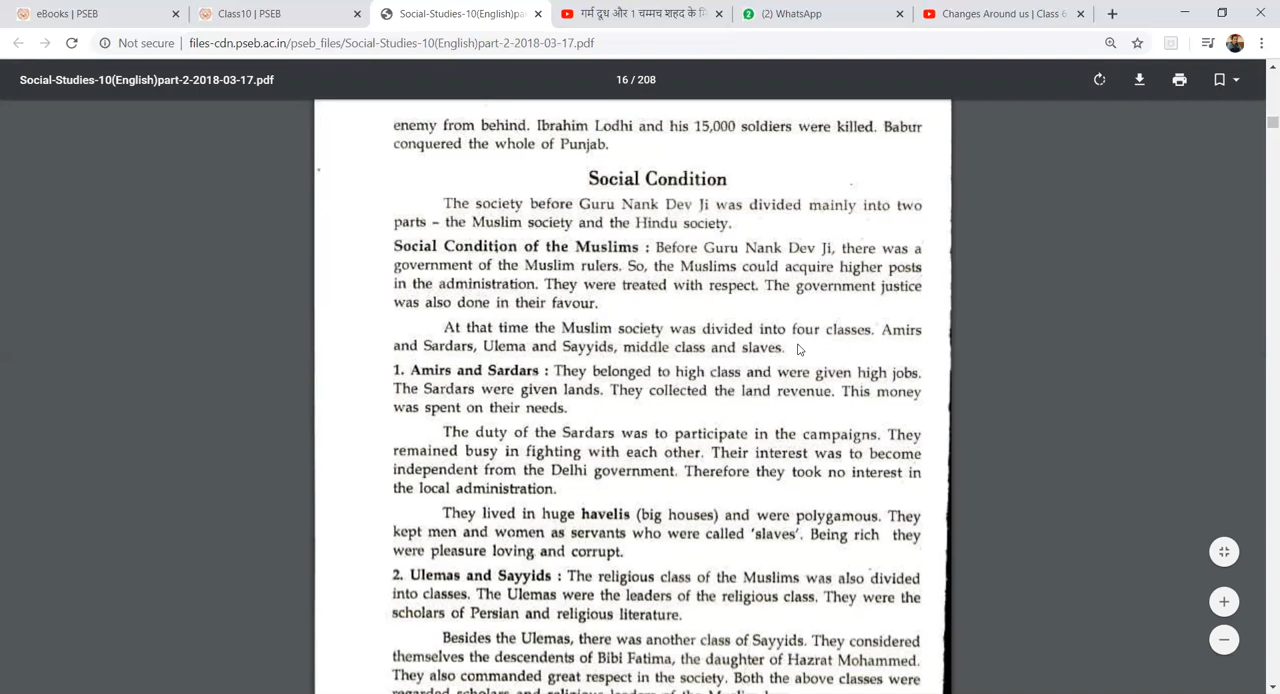 eBooks | PSEB
Class10 | PSEB
Social-Studies-10(English)pa
गर्म दूध और 1 चम्मच शहद के
(2) WhatsApp
Changes Around us | Class 6
Not secure | files-cdn.pseb.ac.in/pseb_files/Social-Studies-10(English)part-2-2018-03-17.pdf
Social-Studies-10(English)part-2-2018-03-17.pdf
16 / 208
enemy from behind. Ibrahim Lodhi and his 15,000 soldiers were killed. Babur
conquered the whole of Punjab.
Social Condition
The society before Guru Nank Dev Ji was divided mainly into two
parts – the Muslim society and the Hindu society.
Social Condition of the Muslims : Before Guru Nank Dev Ji, there was a
government of the Muslim rulers. So, the Muslims could acquire higher posts
in the administration. They were treated with respect. The government justice
was also done in their favour.
At that time the Muslim society was divided into four classes. Amirs
and Sardars, Ulema and Sayyids, middle class and slaves.
1. Amirs and Sardars : They belonged to high class and were given high jobs.
The Sardars were given lands. They collected the land revenue. This money
was spent on their needs.
The duty of the Sardars was to participate in the campaigns. They
remained busy in fighting with each other. Their interest was to become
independent from the Delhi government. Therefore they took no interest in
the local administration.
They lived in huge havelis (big houses) and were polygamous. They
kept men and women as servants who were called 'slaves'. Being rich they
were pleasure loving and corrupt.
2. Ulemas and Sayyids : The religious class of the Muslims was also divided
into classes. The Ulemas were the leaders of the religious class. They were the
scholars of Persian and religious literature.
Besides the Ulemas, there was another class of Sayyids. They considered
themselves the descendents of Bibi Fatima, the daughter of Hazrat Mohammed.
They also commanded great respect in the society. Both the above classes were
regarded scholars and religious leaders of the